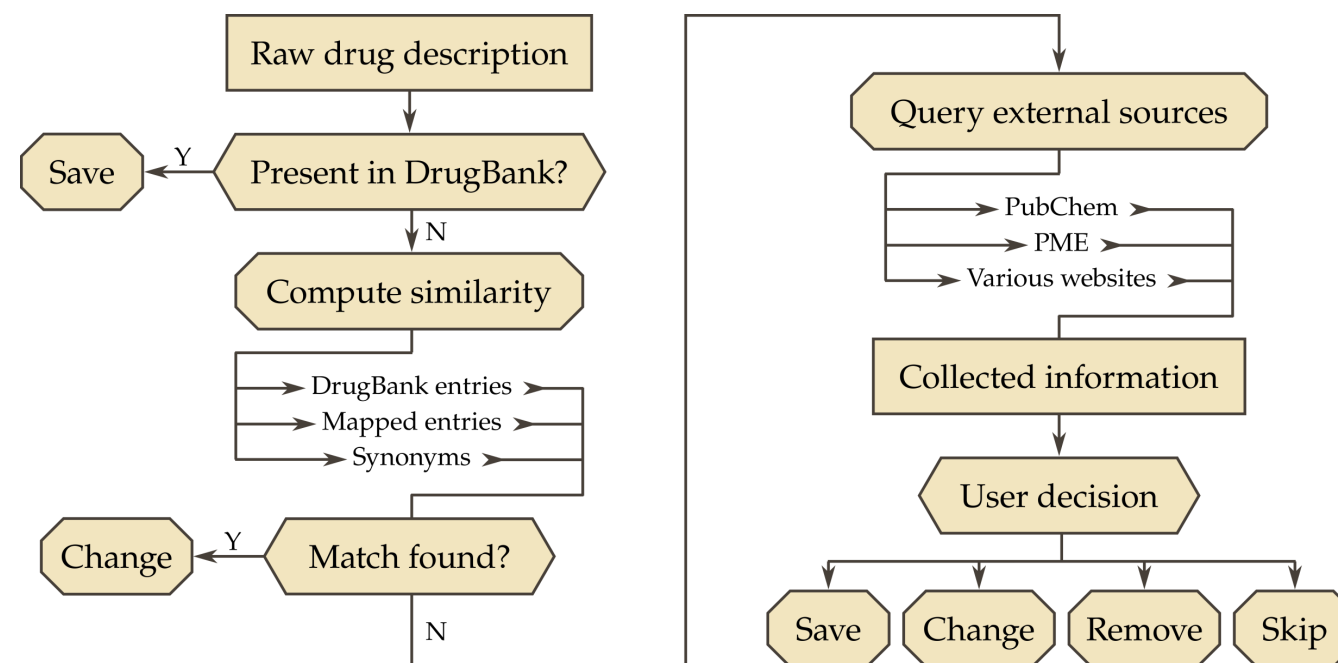 Raw drug description
Save
Y
Present in DrugBank?
N
Compute similarity
DrugBank entries
Mapped entries
Synonyms
Change
Y
Match found?
N
Query external sources
PubChem
PME
Various websites
Collected information
User decision
Save
Change
Remove
Skip